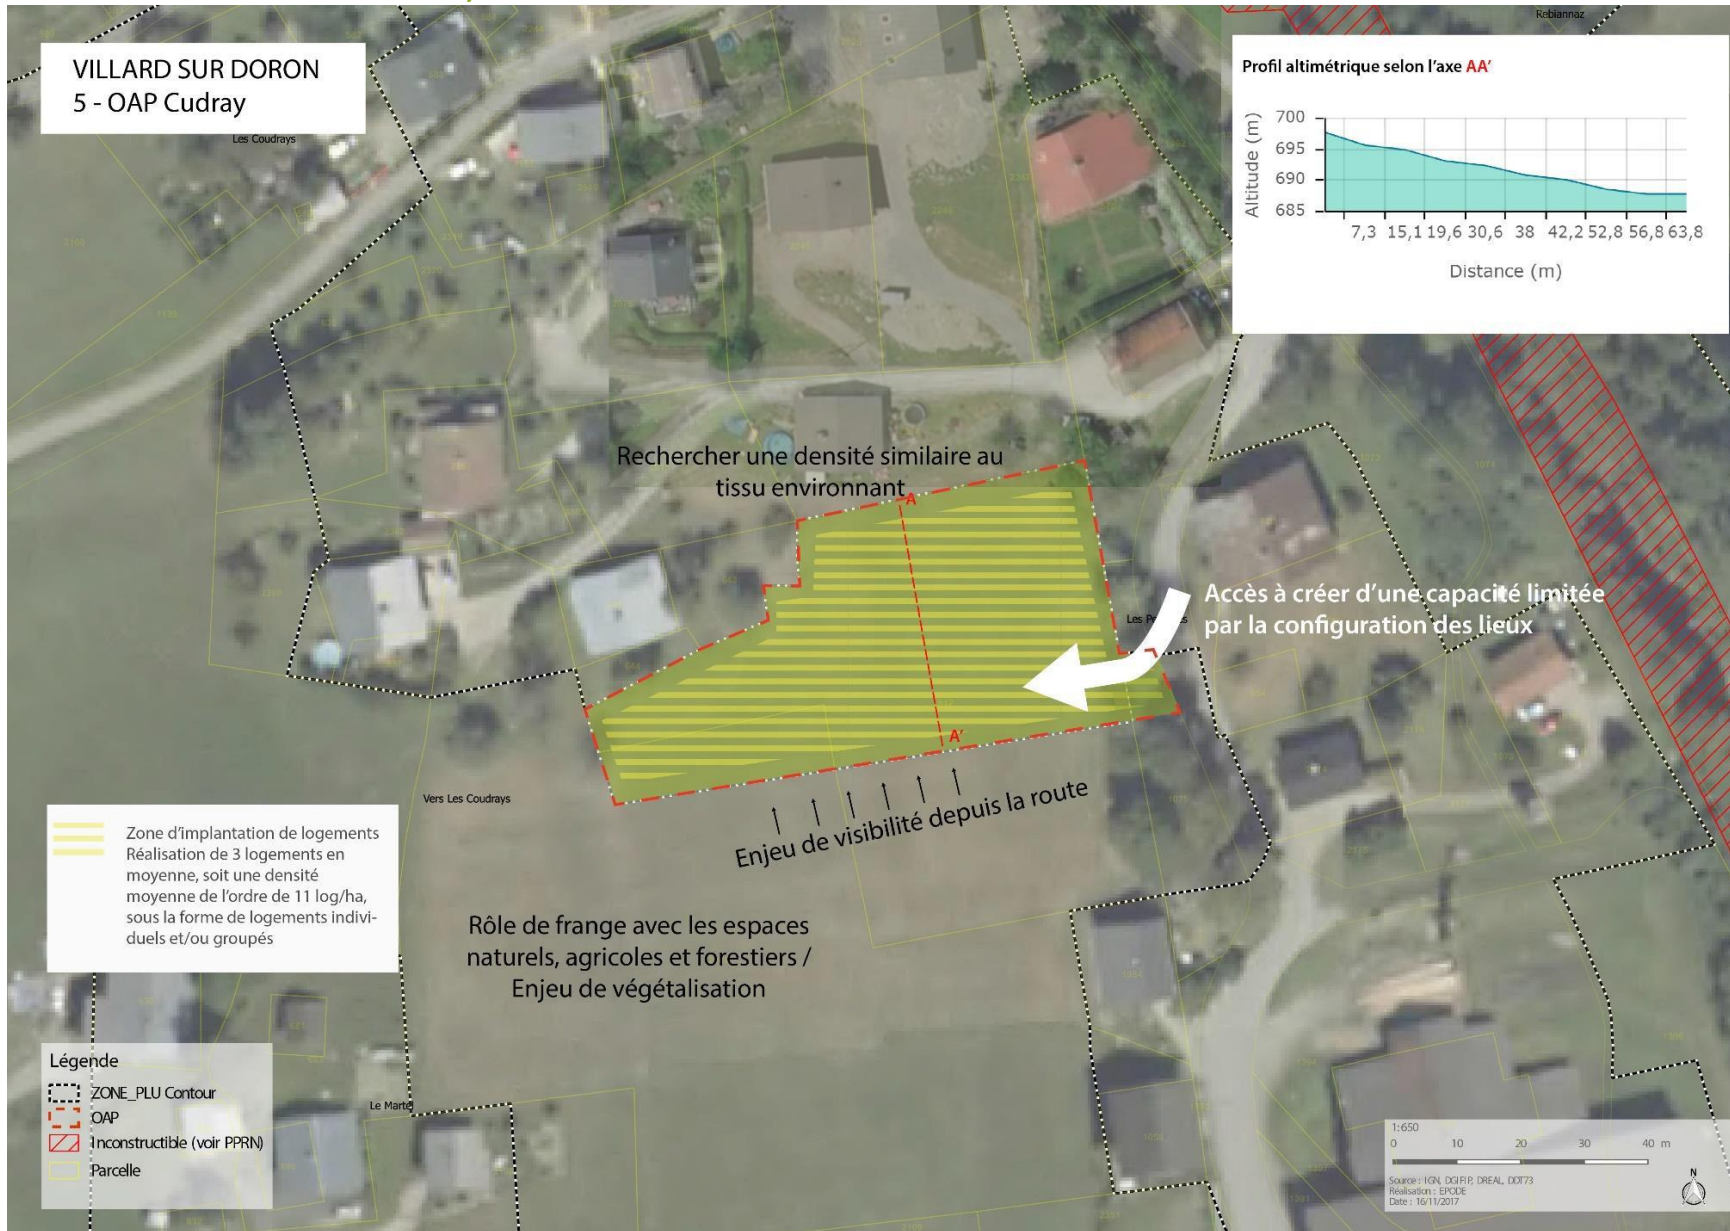 VILLARD SUR DORON
5 - OAP Cudray
Les Coudrays
Rebiannaz
Profil altimétrique selon l'axe AA'
Altitude (m)
700
695
690
685
7,3 15,1 19,6 30,6 38 42,2 52,8 56,8 63,8
Distance (m)
Rechercher une densité similaire au
tissu environnant
A
Accès à créer d'une capacité limitée
par la configuration des lieux
A'
Vers Les Coudrays
Enjeu de visibilité depuis la route
Zone d'implantation de logements
Réalisation de 3 logements en
moyenne, soit une densité
moyenne de l'ordre de 11 log/ha,
sous la forme de logements indivi-
duels et/ou groupés
Rôle de frange avec les espaces
naturels, agricoles et forestiers /
Enjeu de végétalisation
Légende
ZONE_PLU Contour
OAP
Inconstructible (voir PPRN)
Parcelle
Le Martel
1:650
0 10 20 30 40 m
Source : IGN, DGIFIP, DREAL, DDT73
Réalisation : EPODE
Date : 16/11/2017
N